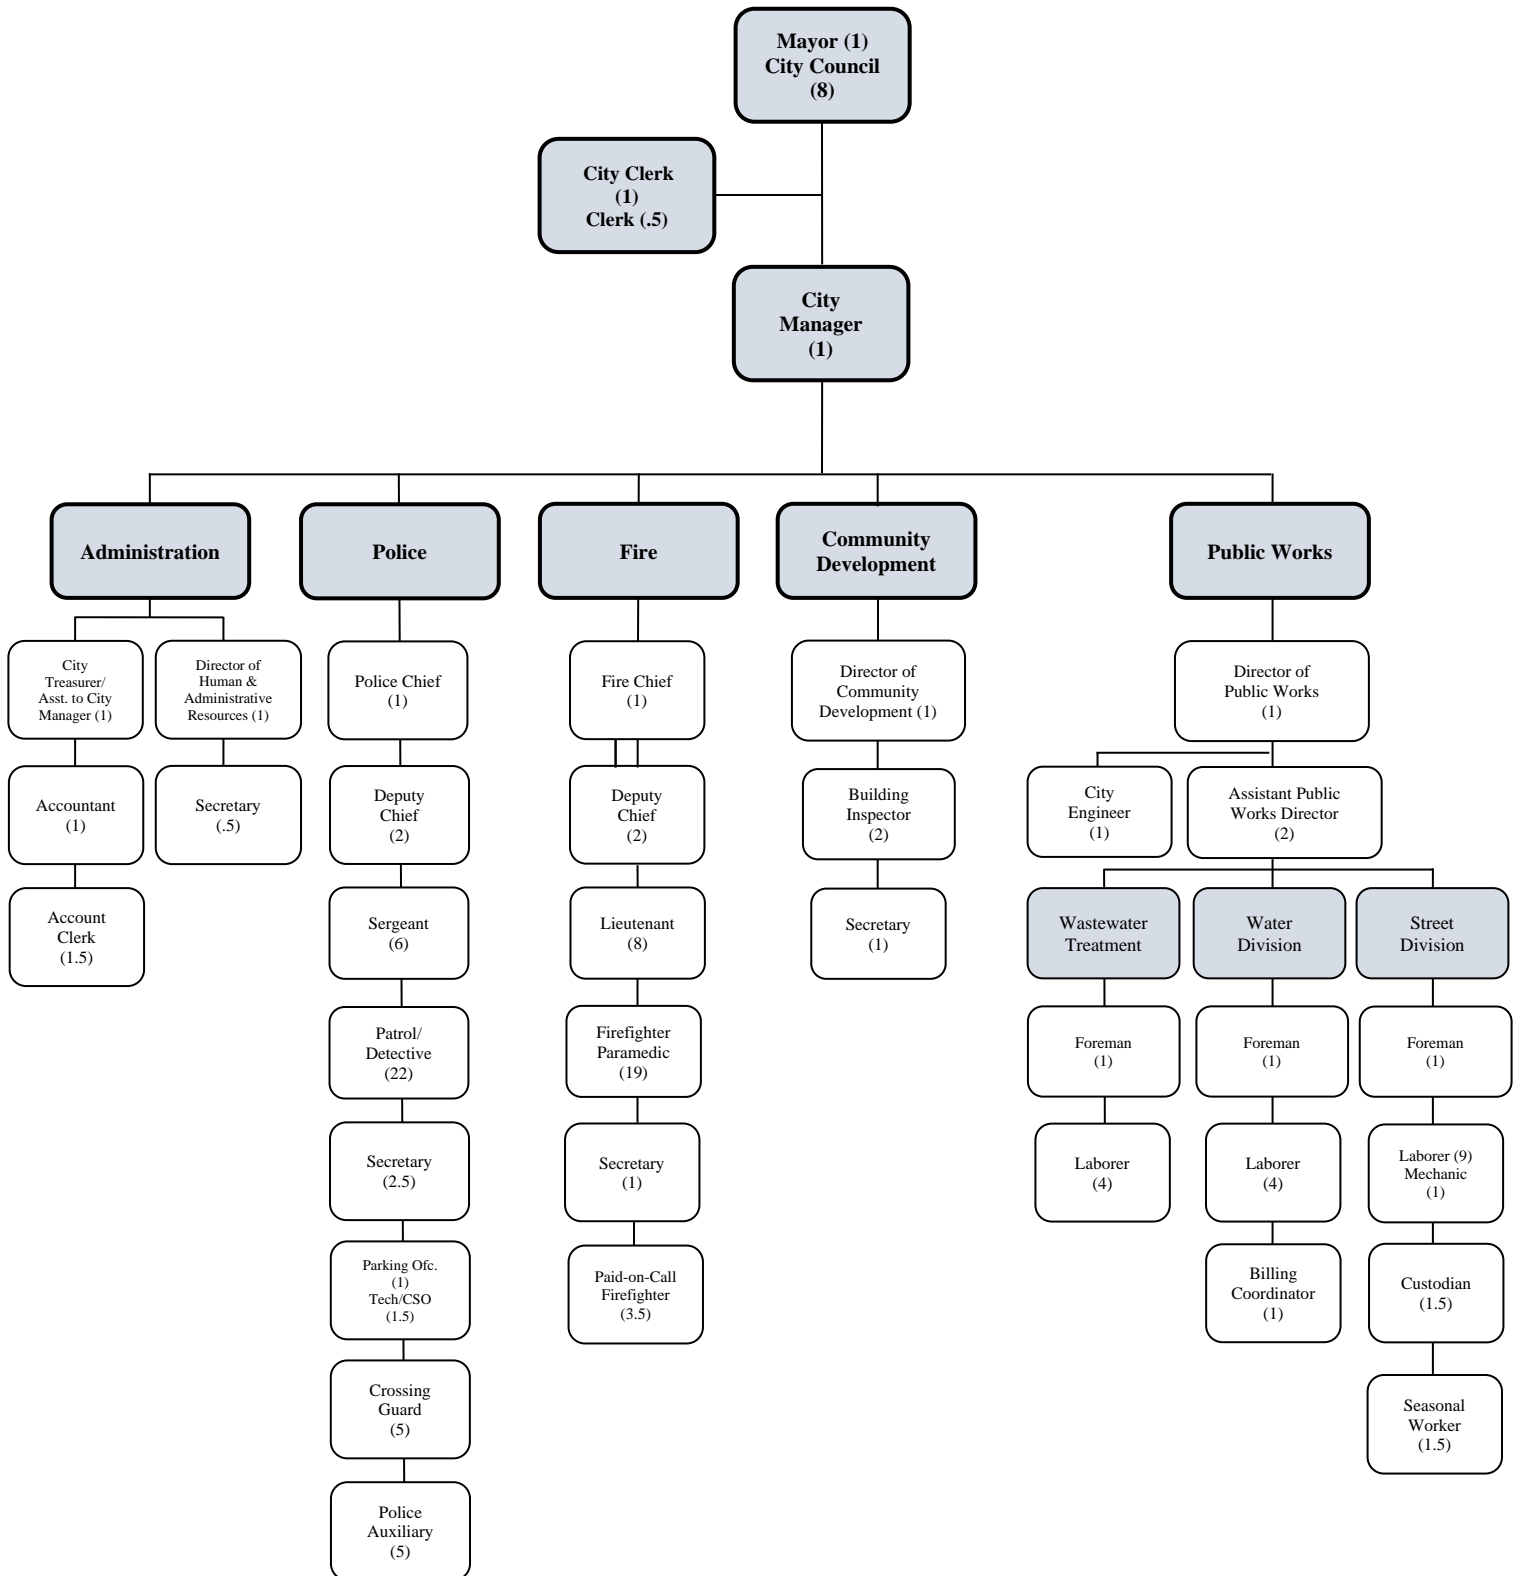 Mayor (1)
City Council
(8)
City Clerk
(1)
Clerk (.5)
City
Manager
(1)
Administration
Police
Fire
Community
Development
Public Works
City
Treasurer/
Asst. to City
Manager (1)
Director of
Human &
Administrative
Resources (1)
Police Chief
(1)
Fire Chief
(1)
Director of
Community
Development (1)
Director of
Public Works
(1)
Accountant
(1)
Secretary
(.5)
Deputy
Chief
(2)
Deputy
Chief
(2)
Building
Inspector
(2)
City
Engineer
(1)
Assistant Public
Works Director
(2)
Account
Clerk
(1.5)
Sergeant
(6)
Lieutenant
(8)
Secretary
(1)
Wastewater
Treatment
Water
Division
Street
Division
Patrol/
Detective
(22)
Firefighter
Paramedic
(19)
Foreman
(1)
Foreman
(1)
Foreman
(1)
Secretary
(2.5)
Secretary
(1)
Laborer
(4)
Laborer
(4)
Laborer (9)
Mechanic
(1)
Parking Ofc.
(1)
Tech/CSO
(1.5)
Paid-on-Call
Firefighter
(3.5)
Billing
Coordinator
(1)
Custodian
(1.5)
Crossing
Guard
(5)
Seasonal
Worker
(1.5)
Police
Auxiliary
(5)